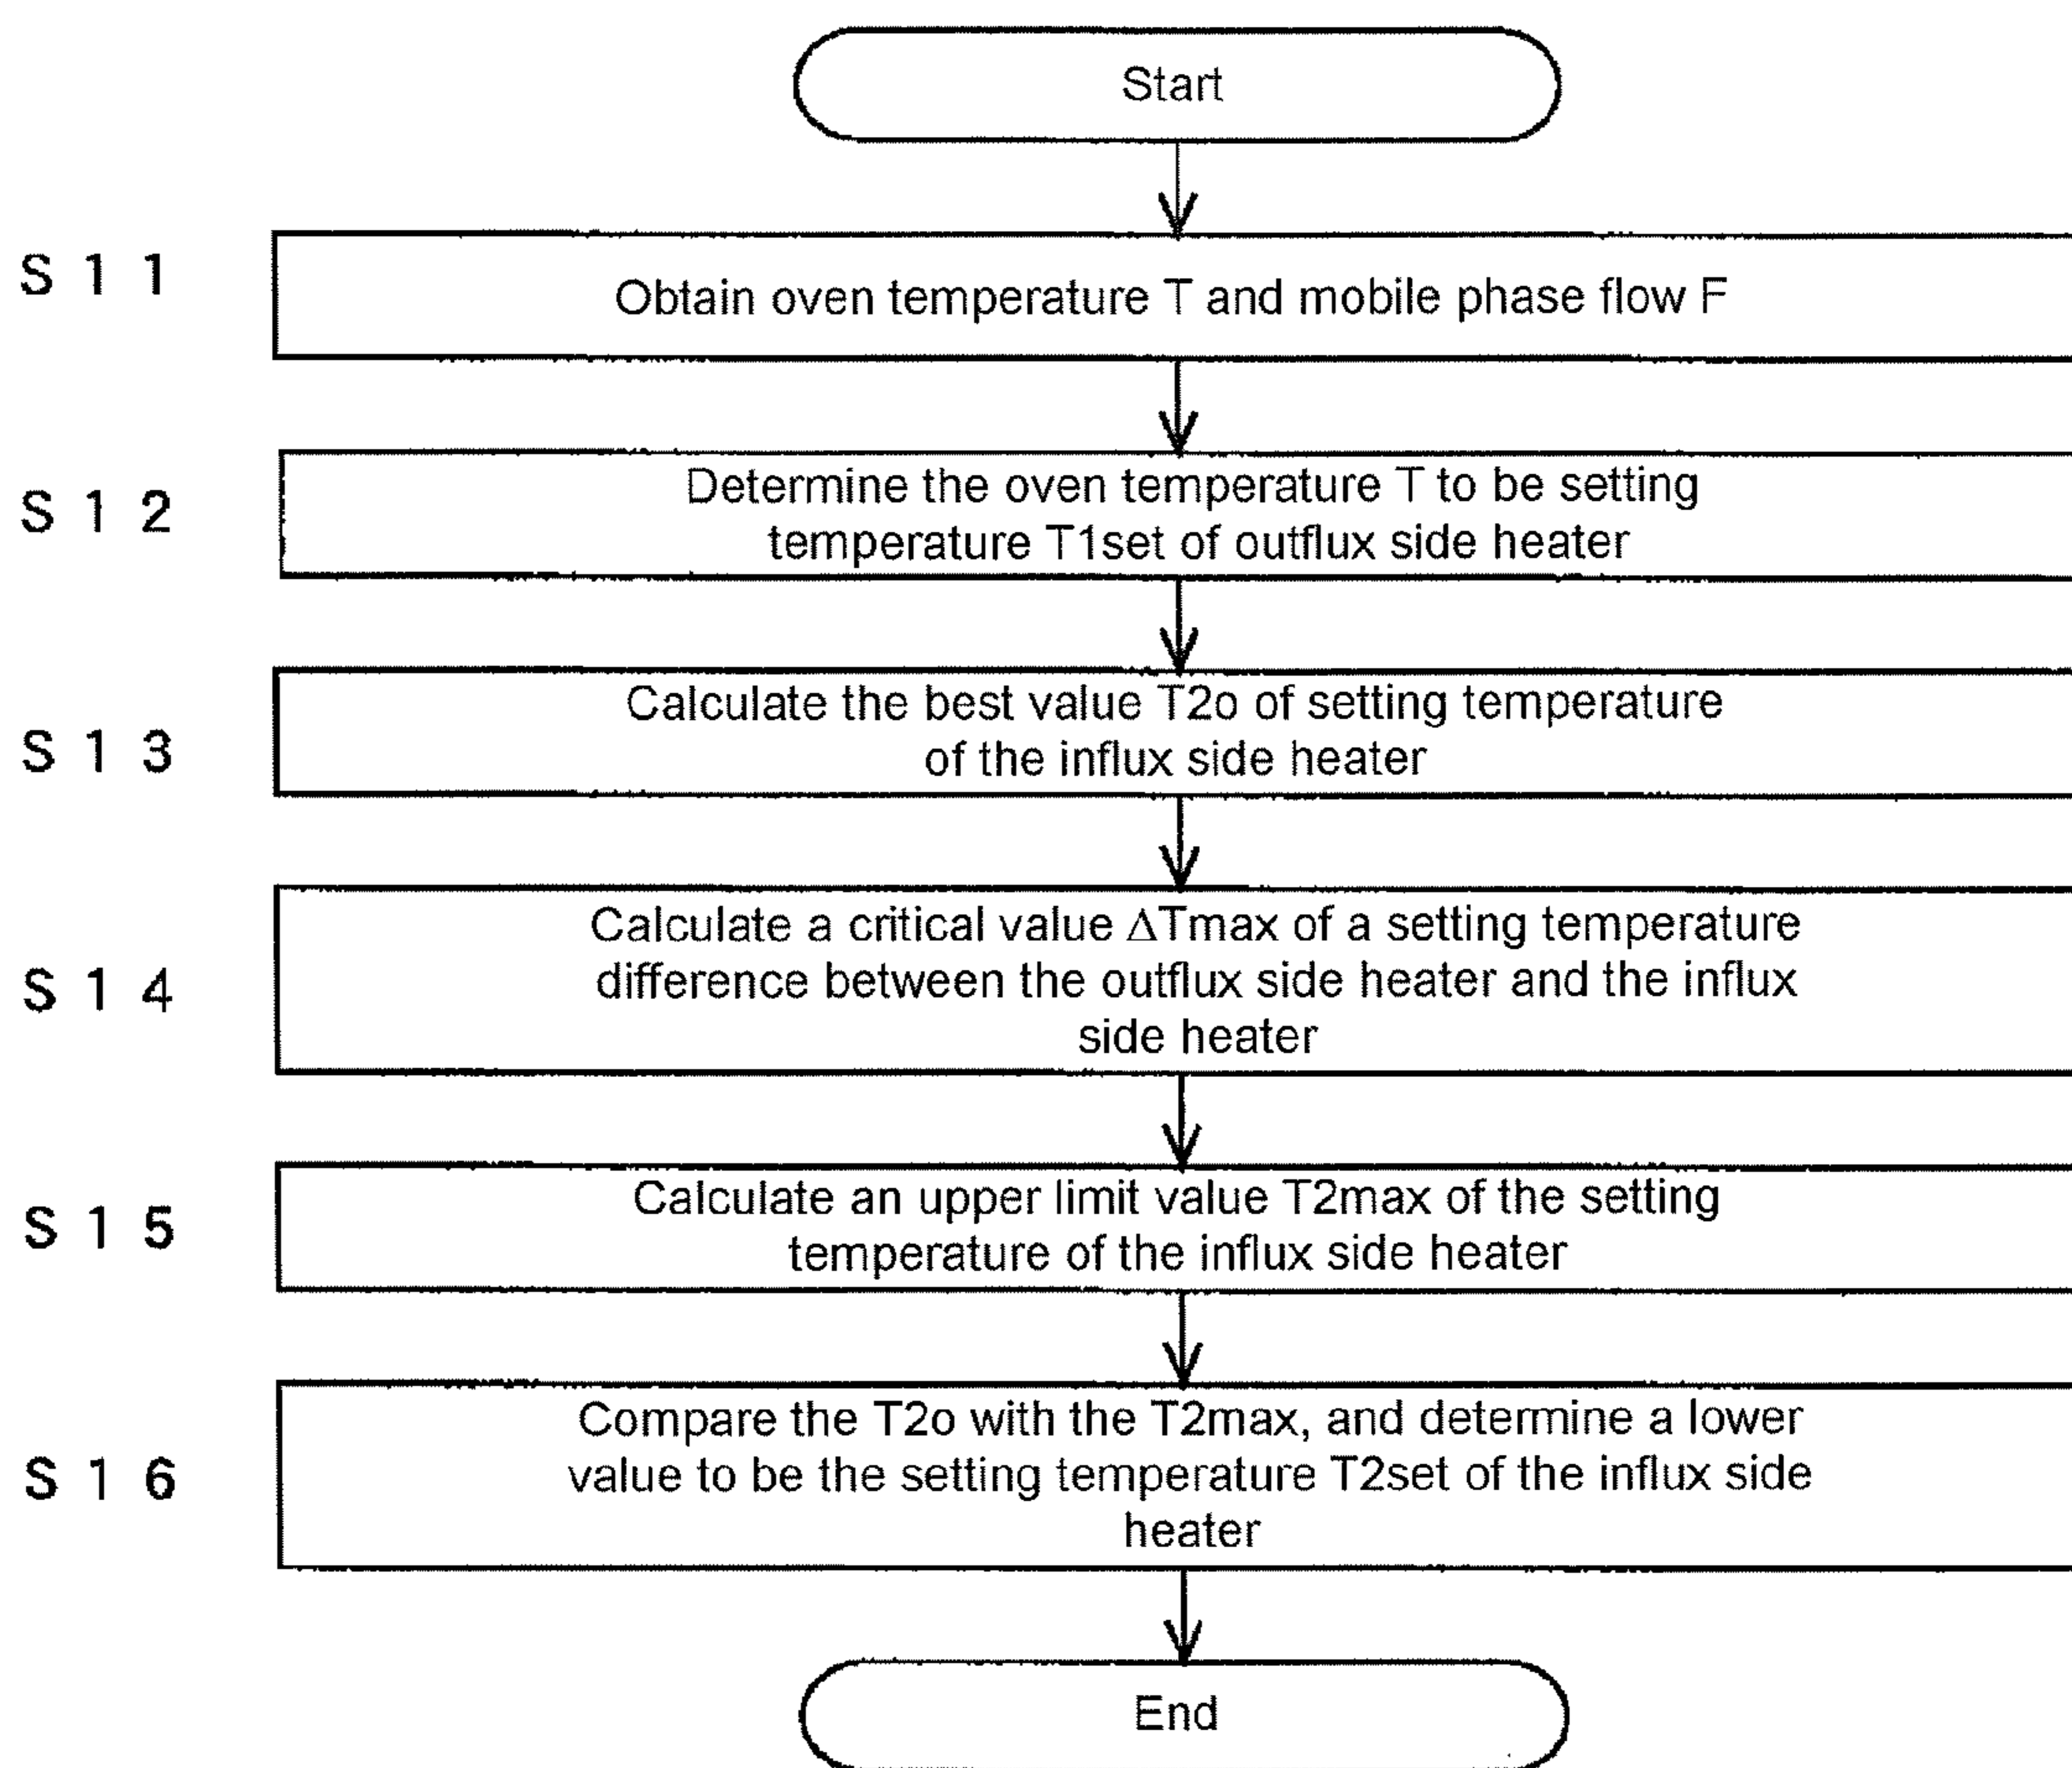 Start
S 1 1
Obtain oven temperature T and mobile phase flow F
S 1 2
Determine the oven temperature T to be setting
temperature T1set of outflux side heater
S 1 3
Calculate the best value T2o of setting temperature
of the influx side heater
S 1 4
Calculate a critical value ΔTmax of a setting temperature
difference between the outflux side heater and the influx
side heater
S 1 5
Calculate an upper limit value T2max of the setting
temperature of the influx side heater
S 1 6
Compare the T2o with the T2max, and determine a lower
value to be the setting temperature T2set of the influx side
heater
End